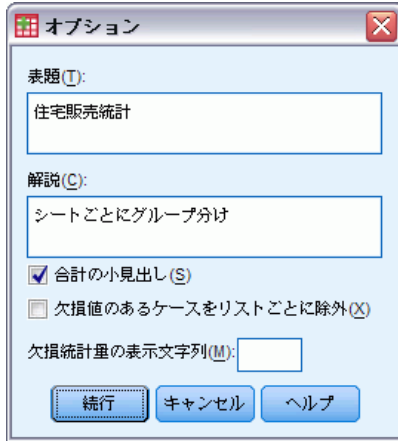 オプション
表題(T):
住宅販売統計
解説(C):
シートごとにグループ分け
合計の小見出し(S)
欠損値のあるケースをリストごとに除外(X)
欠損統計量の表示文字列(M):
続行 キャンセル ヘルプ